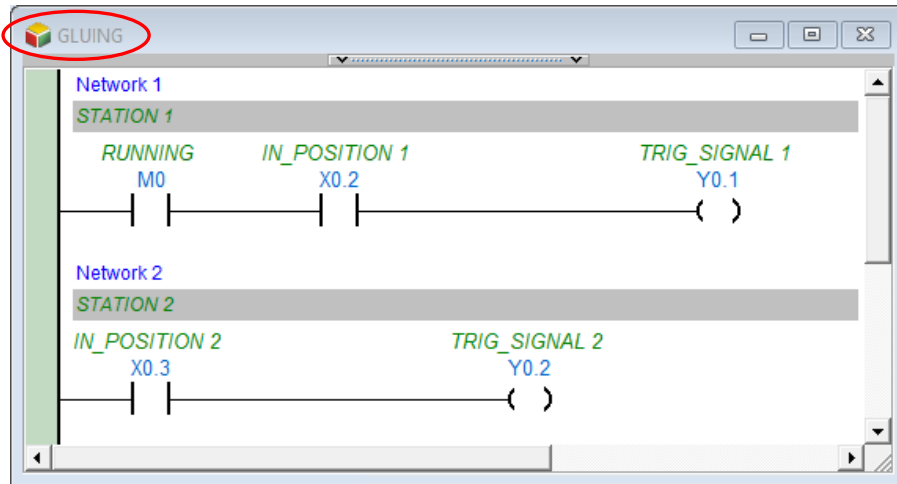 GLUING
Network 1
STATION 1
RUNNING IN_POSITION 1 TRIG_SIGNAL 1
M0 X0.2 Y0.1
Network 2
STATION 2
IN_POSITION 2 TRIG_SIGNAL 2
X0.3 Y0.2